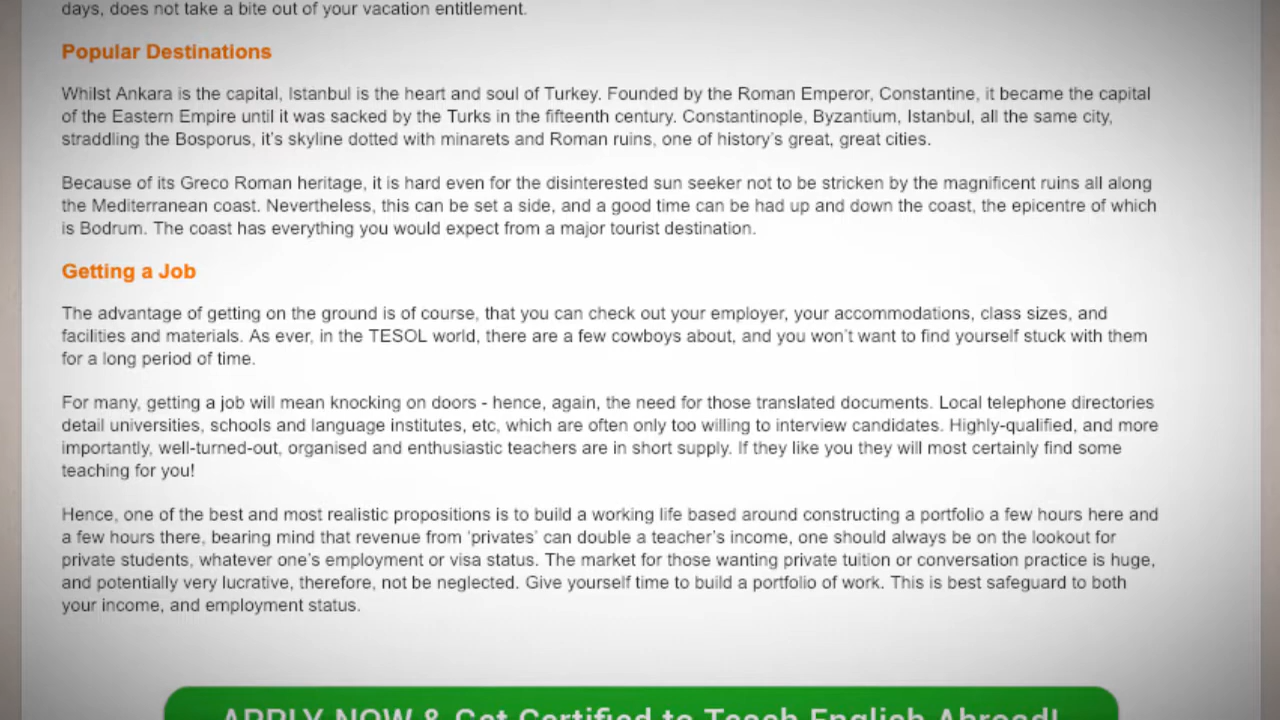 days, does not take a bite out of your vacation entitlement.
Popular Destinations
Whilst Ankara is the capital, Istanbul is the heart and soul of Turkey. Founded by the Roman Emperor, Constantine, it became the capital
of the Eastern Empire until it was sacked by the Turks in the fifteenth century. Constantinople, Byzantium, Istanbul, all the same city,
straddling the Bosporus, it's skyline dotted with minarets and Roman ruins, one of history's great, great cities.
Because of its Greco Roman heritage, it is hard even for the disinterested sun seeker not to be stricken by the magnificent ruins all along
the Mediterranean coast. Nevertheless, this can be set a side, and a good time can be had up and down the coast, the epicentre of which
is Bodrum. The coast has everything you would expect from a major tourist destination.
Getting a Job
The advantage of getting on the ground is of course, that you can check out your employer, your accommodations, class sizes, and
facilities and materials. As ever, in the TESOL world, there are a few cowboys about, and you won't want to find yourself stuck with them
for a long period of time.
For many, getting a job will mean knocking on doors - hence, again, the need for those translated documents. Local telephone directories
detail universities, schools and language institutes, etc, which are often only too willing to interview candidates. Highly-qualified, and more
importantly, well-turned-out, organised and enthusiastic teachers are in short supply. If they like you they will most certainly find some
teaching for you!
Hence, one of the best and most realistic propositions is to build a working life based around constructing a portfolio a few hours here and
a few hours there, bearing mind that revenue from 'privates' can double a teacher's income, one should always be on the lookout for
private students, whatever one's employment or visa status. The market for those wanting private tuition or conversation practice is huge,
and potentially very lucrative, therefore, not be neglected. Give yourself time to build a portfolio of work. This is best safeguard to both
your income, and employment status.
APPLY NOW & Get Certified to Teach English Abroad!